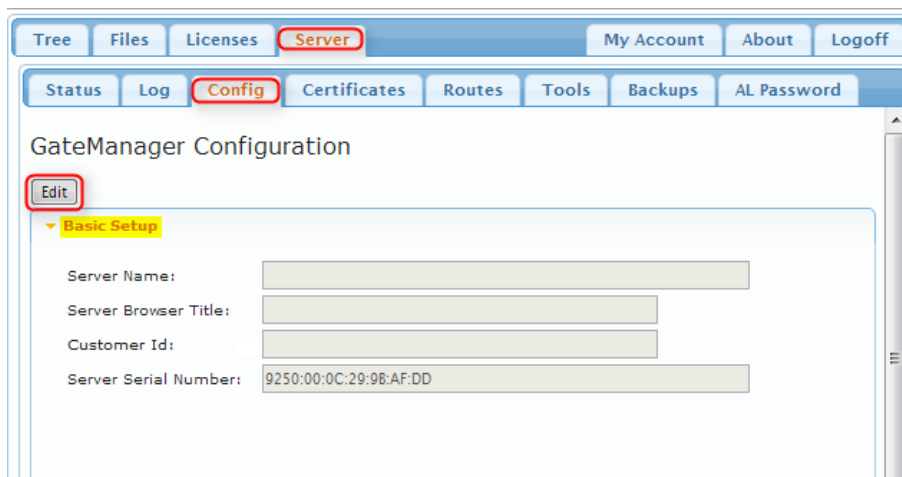 Tree Files Licenses Server My Account About Logoff
Status Log Config Certificates Routes Tools Backups AL Password
GateManager Configuration
Edit
Basic Setup
Server Name:
Server Browser Title:
Customer Id:
Server Serial Number: 9250:00:0C:29:9B:AF:DD